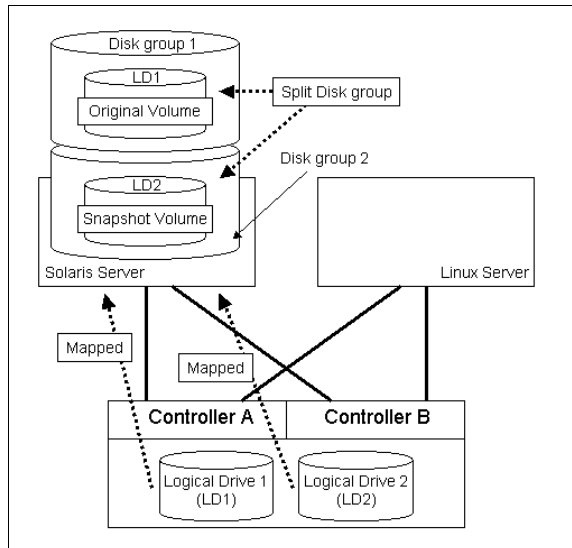 Disk group 1
LD1
Original Volume
Split Disk group
Disk group 2
LD2
Snapshot Volume
Solaris Server
Linux Server
Mapped
Mapped
Controller A
Controller B
Logical Drive 1
(LD1)
Logical Drive 2
(LD2)